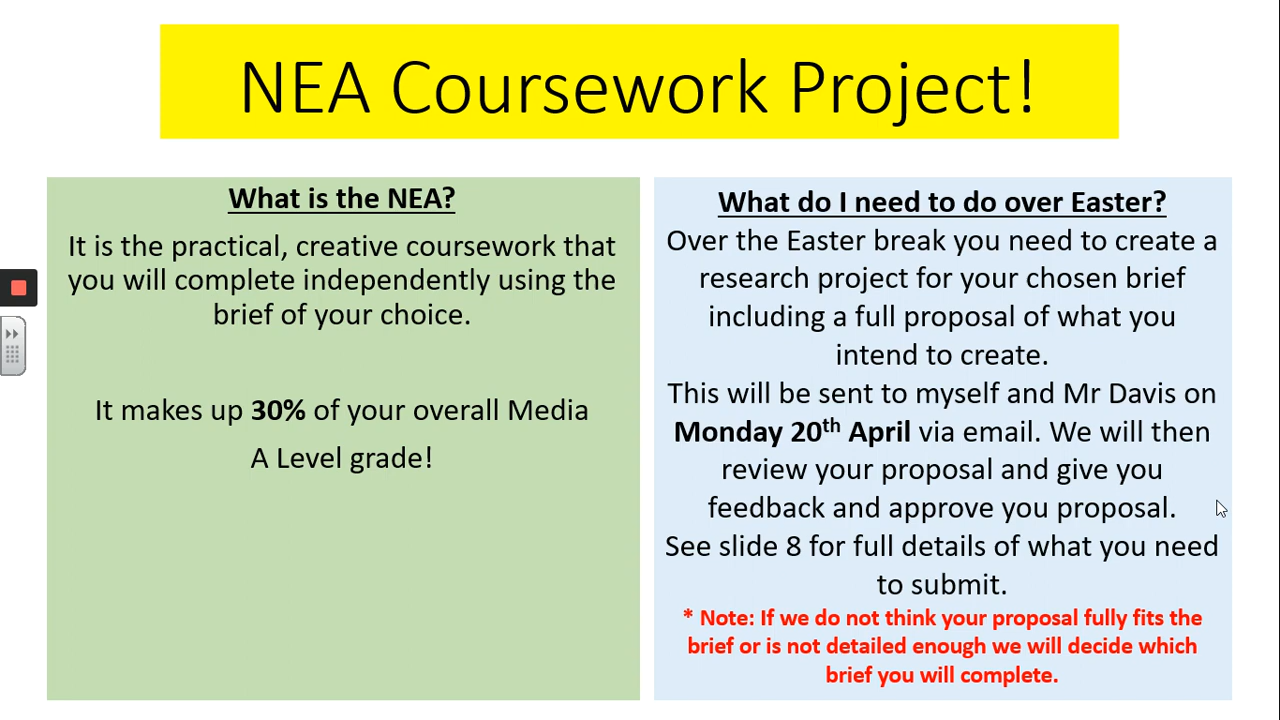 NEA Coursework Project!
What is the NEA?
It is the practical, creative coursework that
you will complete independently using the
brief of your choice.
It makes up 30% of your overall Media
A Level grade!
What do I need to do over Easter?
Over the Easter break you need to create a
research project for your chosen brief
including a full proposal of what you
intend to create.
This will be sent to myself and Mr Davis on
Monday 20th April via email. We will then
review your proposal and give you
feedback and approve you proposal.
See slide 8 for full details of what you need
to submit.
* Note: If we do not think your proposal fully fits the
brief or is not detailed enough we will decide which
brief you will complete.